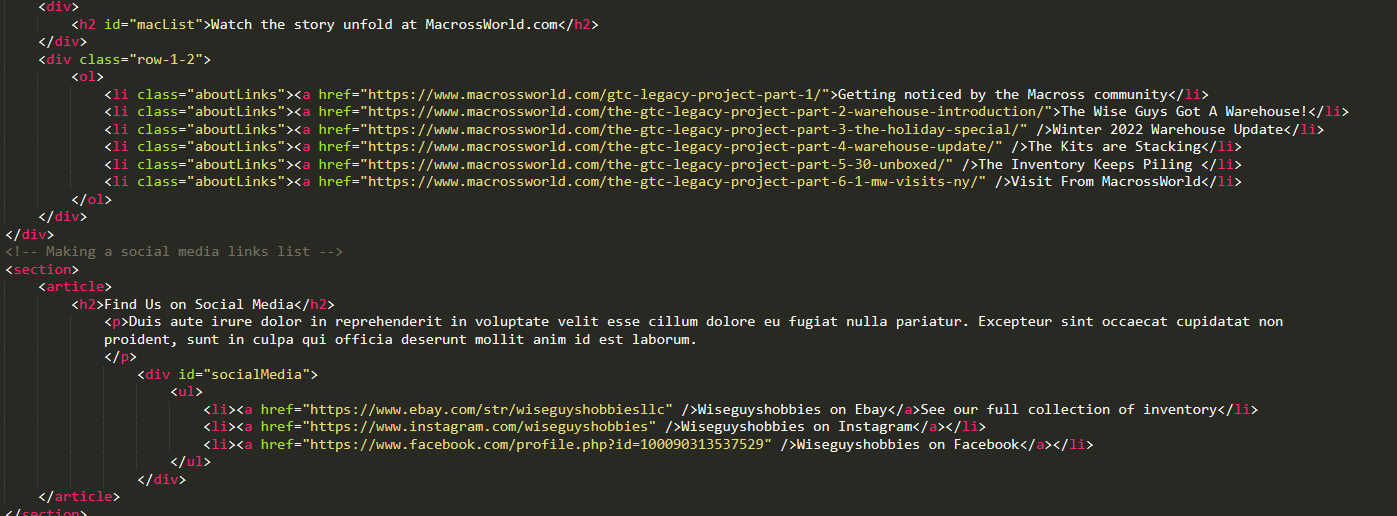 <div>
<h2 id="macList">Watch the story unfold at MacrossWorld.com</h2>
</div>
<div class="row-1-2">
<ol>
<li class="aboutLinks"><a href="https://www.macrossworld.com/gtc-legacy-project-part-1/">Getting noticed by the Macross community</li>
<li class="aboutLinks"><a href="https://www.macrossworld.com/the-gtc-legacy-project-part-2-warehouse-introduction/">The Wise Guys Got A Warehouse!</li>
<li class="aboutLinks"><a href="https://www.macrossworld.com/the-gtc-legacy-project-part-3-the-holiday-special/" />Winter 2022 Warehouse Update</li>
<li class="aboutLinks"><a href="https://www.macrossworld.com/the-gtc-legacy-project-part-4-warehouse-update/" />The Kits are Stacking</li>
<li class="aboutLinks"><a href="https://www.macrossworld.com/the-gtc-legacy-project-part-5-30-unboxed/" />The Inventory Keeps Piling </li>
<li class="aboutLinks"><a href="https://www.macrossworld.com/the-gtc-legacy-project-part-6-1-mw-visits-ny/" />Visit From MacrossWorld</li>
</ol>
</div>
</div>
<!-- Making a social media links list -->
<section>
<article>
<h2>Find Us on Social Media</h2>
<p>Duis aute irure dolor in reprehenderit in voluptate velit esse cillum dolore eu fugiat nulla pariatur. Excepteur sint occaecat cupidatat non
proident, sunt in culpa qui officia deserunt mollit anim id est laborum.
</p>
<div id="socialMedia">
<ul>
<li><a href="https://www.ebay.com/str/wiseguyshobbiesllc" />Wiseguyshobbies on Ebay</a>See our full collection of inventory</li>
<li><a href="https://www.instagram.com/wiseguyshobbies" />Wiseguyshobbies on Instagram</a></li>
<li><a href="https://www.facebook.com/profile.php?id=100090313537529" />Wiseguyshobbies on Facebook</a></li>
</ul>
</div>
</article>
</section>